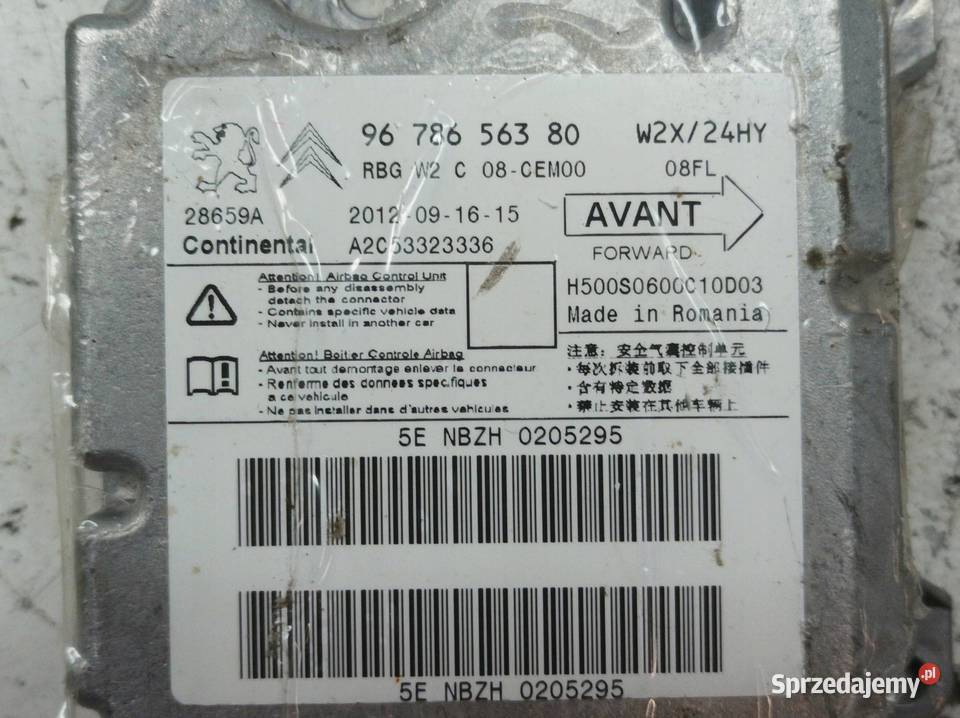 96 786 563 80 W2X/24HY
RBG W2 C 08-CEM00 08FL
28659A 2012-09-16-15 AVANT
Continental A2C53323336 FORWARD
Attention! Airbag Control Unit
- Before any disassembly
detach the connector
- Contains specific vehicle data
- Never install in another car
H500S0600C10D03
Made in Romania
Attention! Boitier Controle Airbag
- Avant tout demontage enlever le connecteur
- Renferme des donnees specifiques
a ce vehicule
- Ne pas installer dans d'autres vehicules
注意: 安全气囊控制单元
· 每次拆装前取下全部接插件
· 含有特定数据
· 禁止安装在其他车辆上
5E NBZH 0205295
5E NBZH 0205295
Sprzedajemy.pl